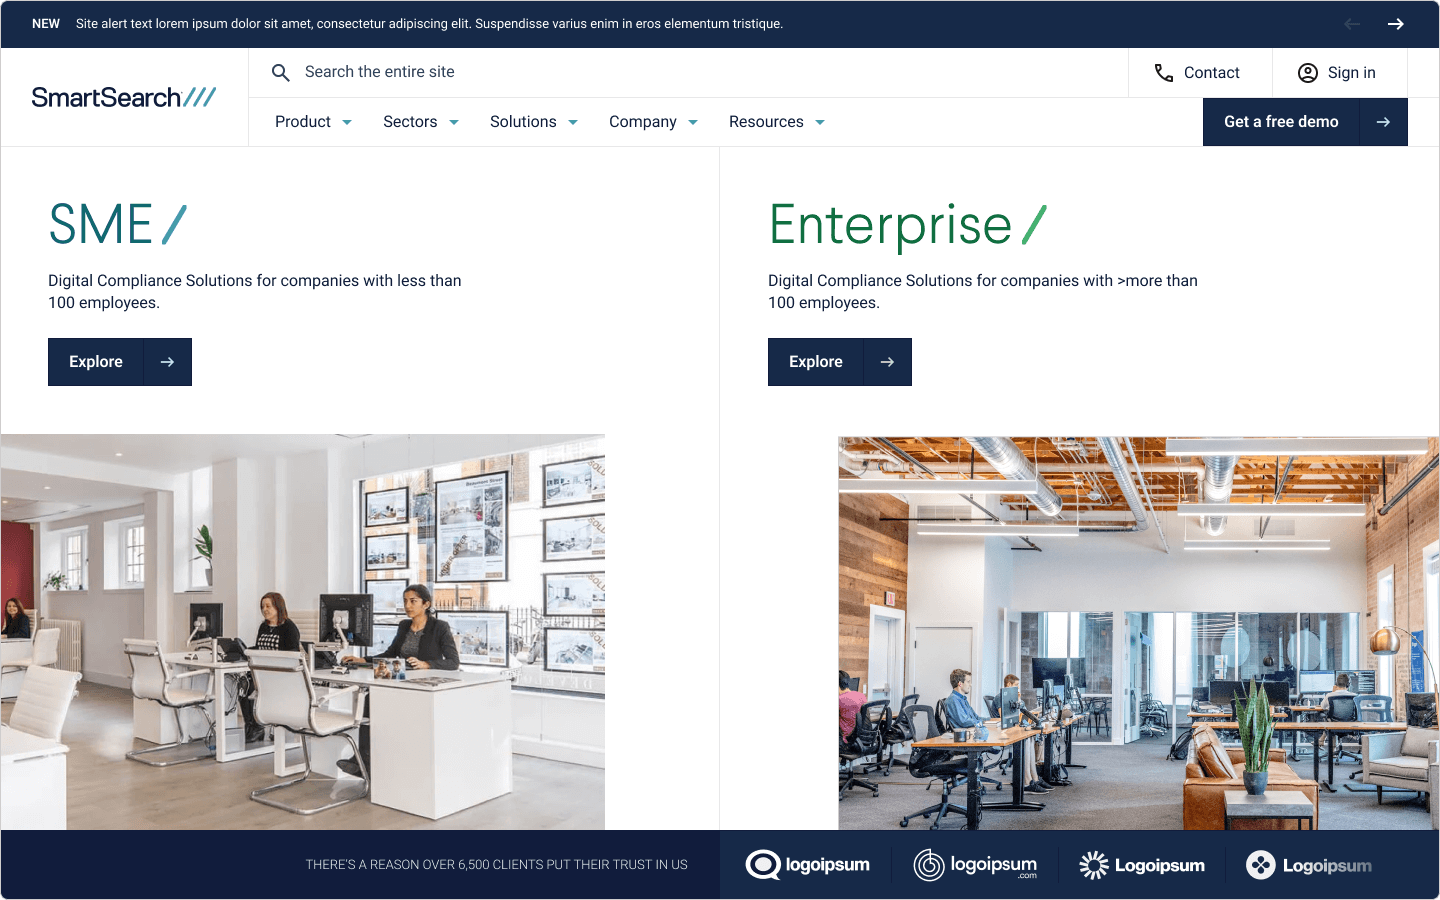 NEW Site alert text lorem ipsum dolor sit amet, consectetur adipiscing elit. Suspendisse varius enim in eros elementum tristique.
SmartSearch
Search the entire site
Contact
Sign in
Product
Sectors
Solutions
Company
Resources
Get a free demo
SME
Digital Compliance Solutions for companies with less than
100 employees.
Explore
Enterprise
Digital Compliance Solutions for companies with >more than
100 employees.
Explore
THERE'S A REASON OVER 6,500 CLIENTS PUT THEIR TRUST IN US
logoipsum
logoipsum
.com
Logoipsum
Logoipsum